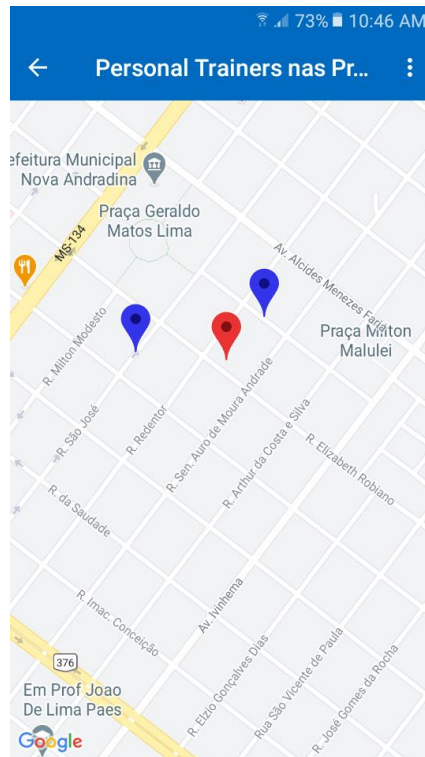 73% 10:46 AM
Personal Trainers nas Pr...
efeitura Municipal
Nova Andradina
Praça Geraldo
Matos Lima
MS-134
Av. Alcides Menezes Faria
Praça Milton
Malulei
R. Milton Modesto
R. São José
R. Redentor
R. Sen. Auro de Moura Andrade
R. Arthur da Costa e Silva
R. Elizabeth Robiano
R. da Saudade
R. Imac. Conceição
Av. Ivinhema
376
Em Prof Joao
De Lima Paes
R. Elzio Gonçalves Dias
Rua São Vicente de Paula
R. José Gomes da Rocha
Google